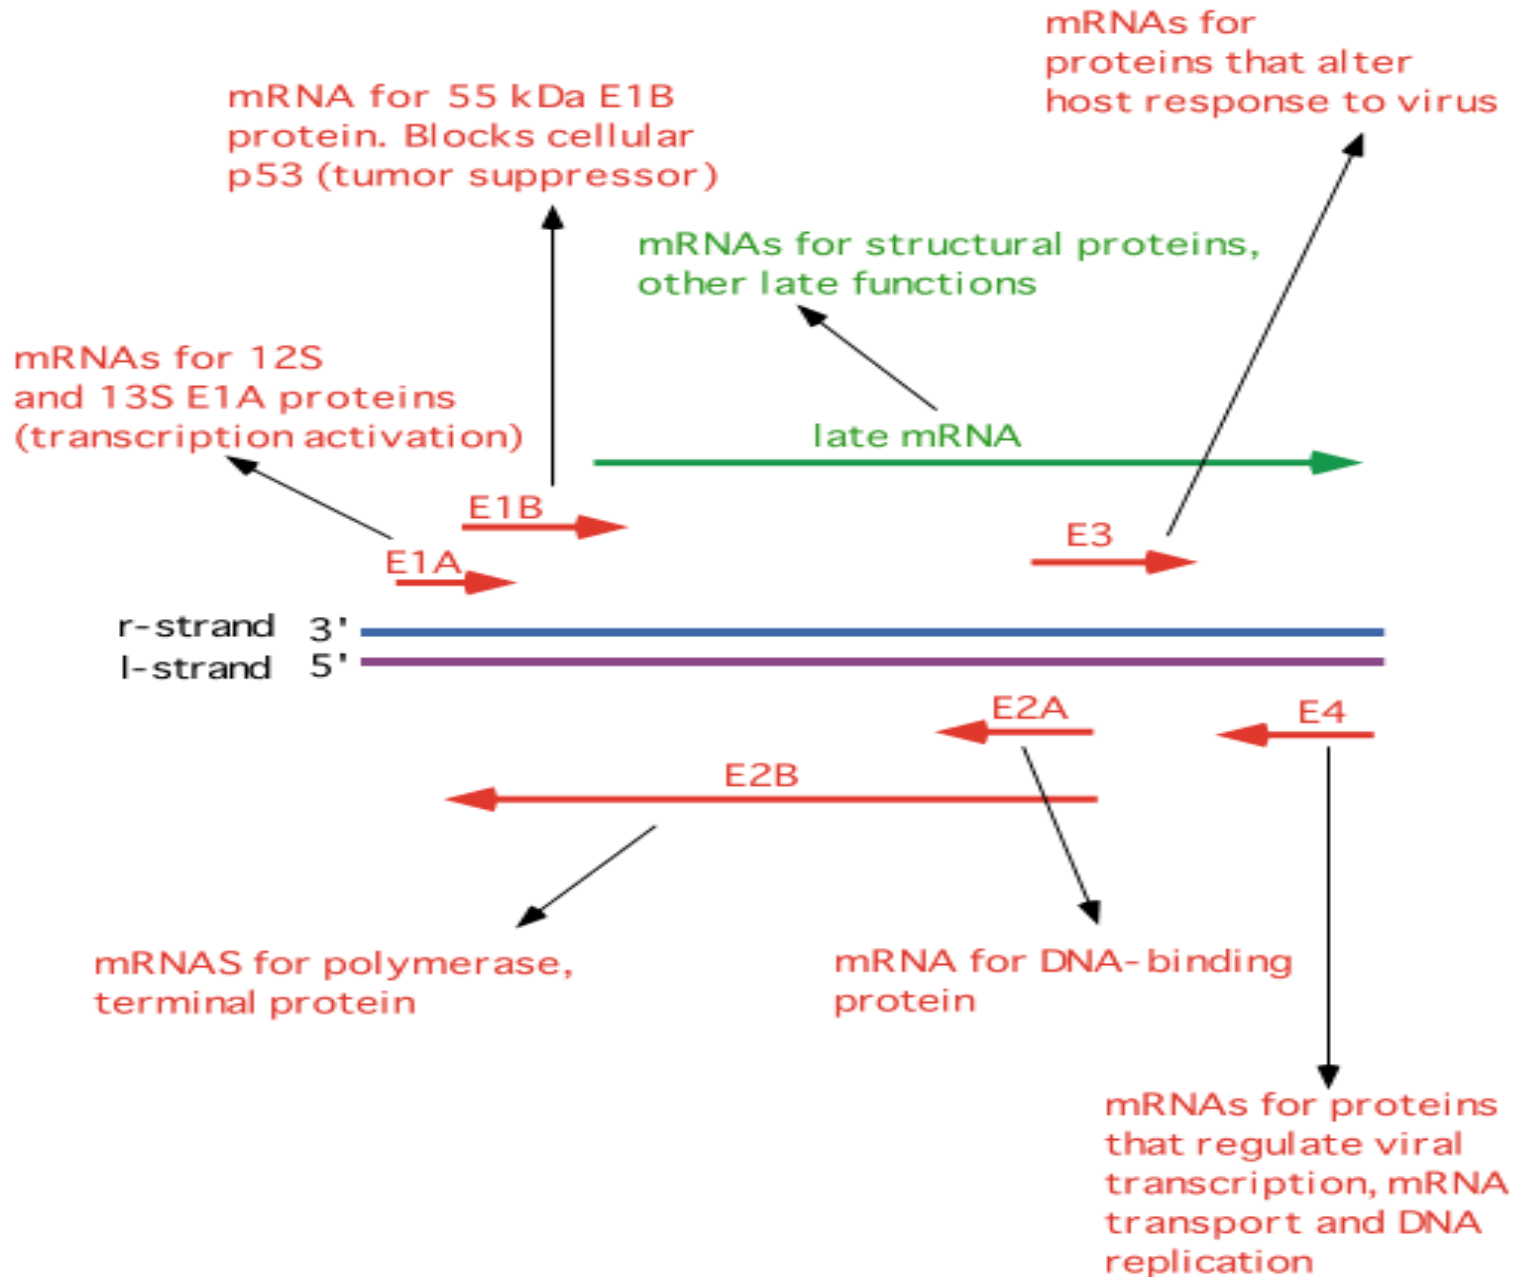 mRNAs for
proteins that alter
host response to virus
mRNA for 55 kDa E1B
protein. Blocks cellular
p53 (tumor suppressor)
mRNAs for structural proteins,
other late functions
mRNAs for 12S
and 13S E1A proteins
(transcription activation)
late mRNA
E1B
E3
E1A
r-strand 3'
l-strand 5'
E2A
E4
E2B
mRNAS for polymerase,
terminal protein
mRNA for DNA-binding
protein
mRNAs for proteins
that regulate viral
transcription, mRNA
transport and DNA
replication